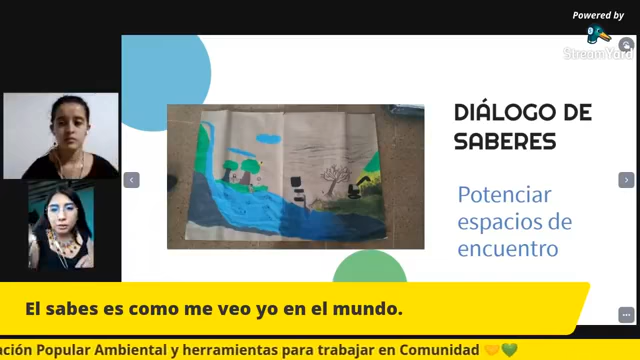 Powered by
StreamYard
DIÁLOGO DE
SABERES
Potenciar
espacios de
encuentro
El sabes es como me veo yo en el mundo.
ación Popular Ambiental y herramientas para trabajar en Comunidad 🧡💚